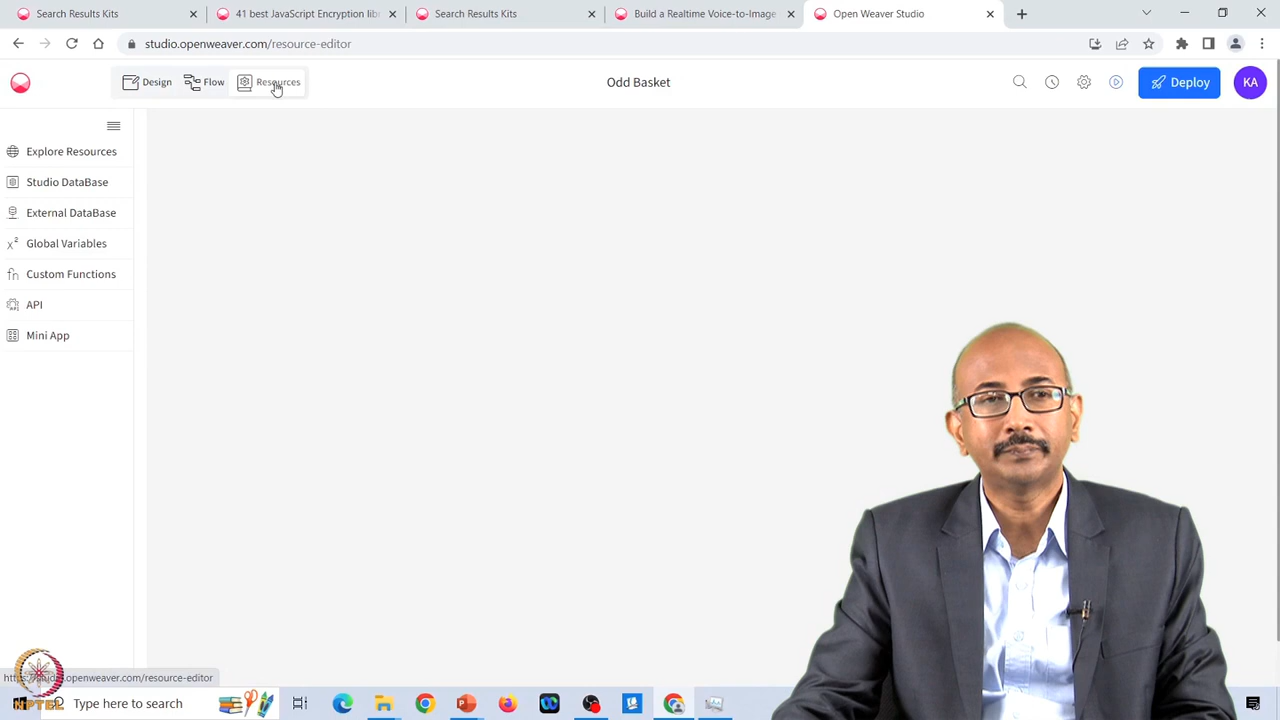 Search Results Kits
41 best JavaScript Encryption lib
Search Results Kits
Build a Realtime Voice-to-Image
Open Weaver Studio
studio.openweaver.com/resource-editor
Design
Flow
Resources
Odd Basket
Deploy
KA
Explore Resources
Studio DataBase
External DataBase
Global Variables
Custom Functions
API
Mini App
studio.openweaver.com/resource-editor
NPTEL
Type here to search